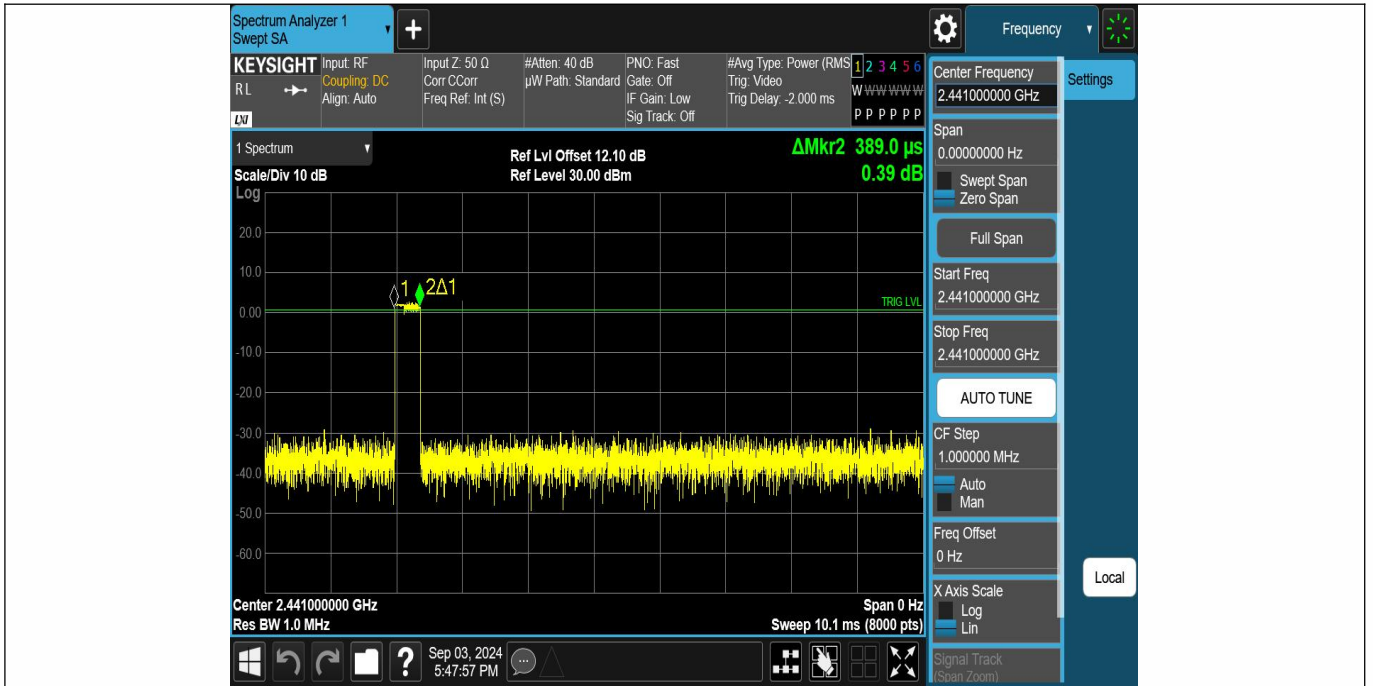 Spectrum Analyzer 1
Swept SA
+
Frequency
KEYSIGHT
RL
LXI
Input: RF
Coupling: DC
Align: Auto
Input Z: 50 Ω
Corr CCorr
Freq Ref: Int (S)
#Atten: 40 dB
µW Path: Standard
PNO: Fast
Gate: Off
IF Gain: Low
Sig Track: Off
#Avg Type: Power (RMS
Trig: Video
Trig Delay: -2.000 ms
1 2 3 4 5 6
W W W W W W
P P P P P P
1 Spectrum
Scale/Div 10 dB
Log
Ref Lvl Offset 12.10 dB
Ref Level 30.00 dBm
ΔMkr2 389.0 µs
0.39 dB
20.0
10.0
0.00
-10.0
-20.0
-30.0
-40.0
-50.0
-60.0
1
2Δ1
TRIG LVL
Center 2.441000000 GHz
Res BW 1.0 MHz
Span 0 Hz
Sweep 10.1 ms (8000 pts)
Center Frequency
2.441000000 GHz
Settings
Span
0.00000000 Hz
Swept Span
Zero Span
Full Span
Start Freq
2.441000000 GHz
Stop Freq
2.441000000 GHz
AUTO TUNE
CF Step
1.000000 MHz
Auto
Man
Freq Offset
0 Hz
Local
X Axis Scale
Log
Lin
Signal Track
(Span Zoom)
?
Sep 03, 2024
5:47:57 PM